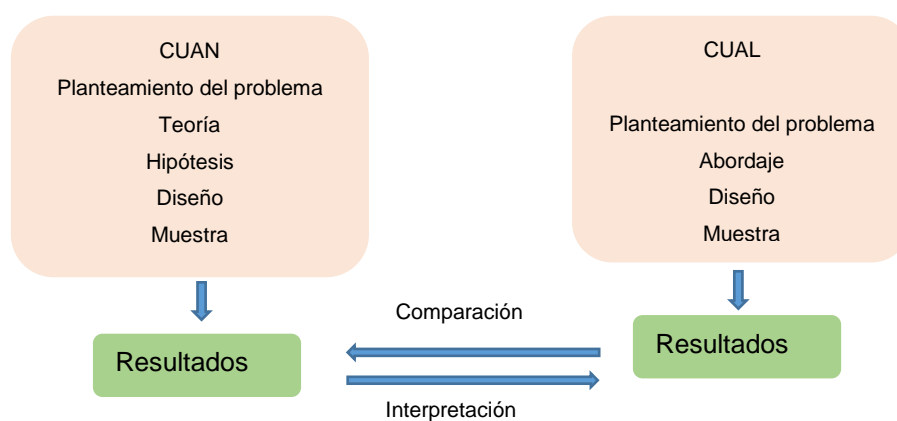 CUAN
Planteamiento del problema
Teoría
Hipótesis
Diseño
Muestra
CUAL
Planteamiento del problema
Abordaje
Diseño
Muestra
Comparación
Resultados
Resultados
Interpretación